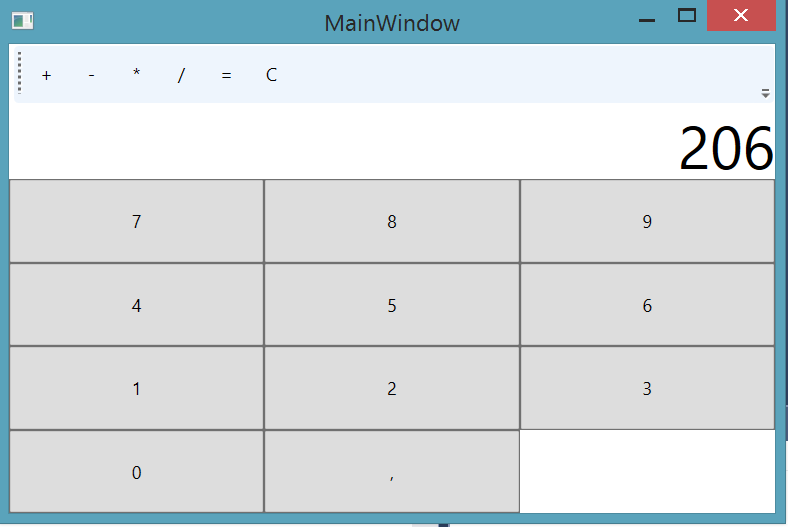 MainWindow
+ - * / = C
206
7 8 9
4 5 6
1 2 3
0 ,